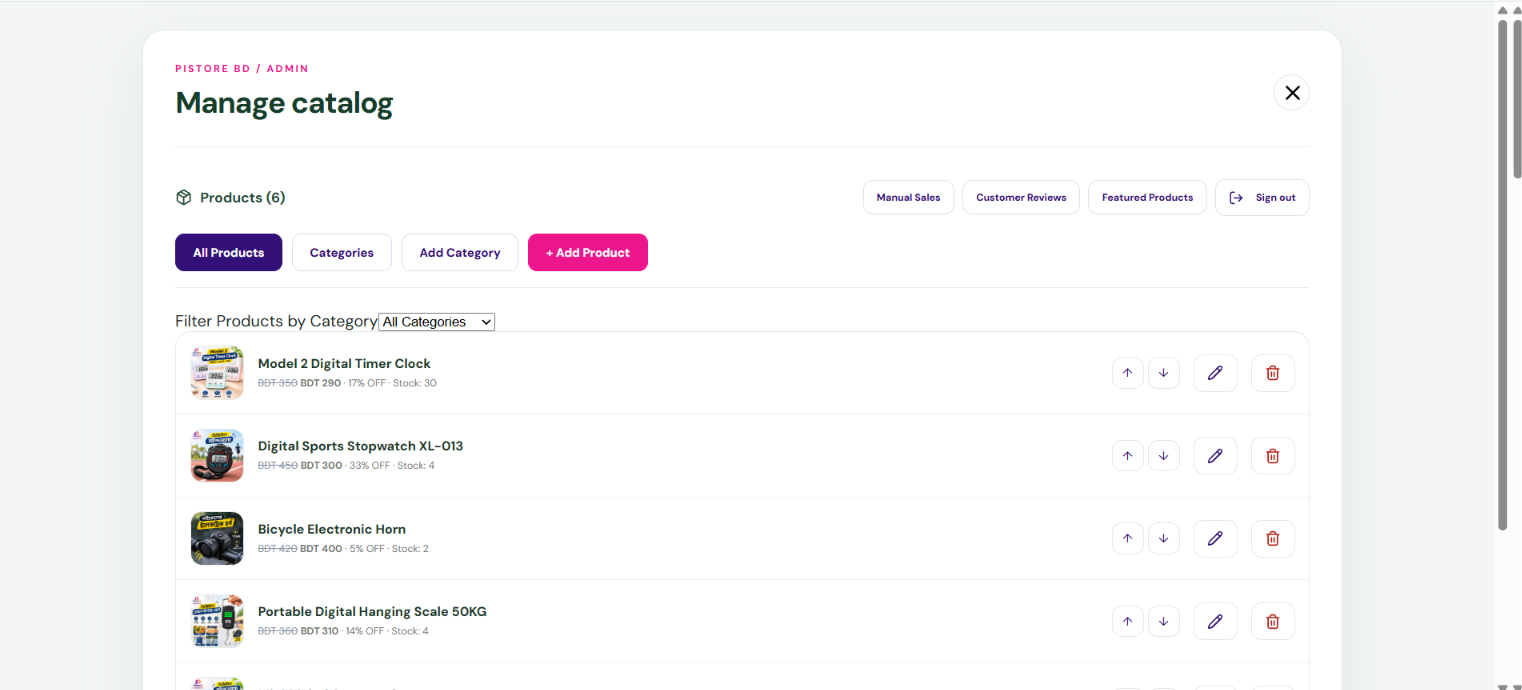 PISTORE BD / ADMIN
Manage catalog
Products (6)
Manual Sales
Customer Reviews
Featured Products
Sign out
All Products
Categories
Add Category
+ Add Product
Filter Products by Category All Categories
Model 2 Digital Timer Clock
BDT 350 BDT 290 · 17% OFF · Stock: 30
Digital Sports Stopwatch XL-013
BDT 450 BDT 300 · 33% OFF · Stock: 4
Bicycle Electronic Horn
BDT 420 BDT 400 · 5% OFF · Stock: 2
Portable Digital Hanging Scale 50KG
BDT 360 BDT 310 · 14% OFF · Stock: 4